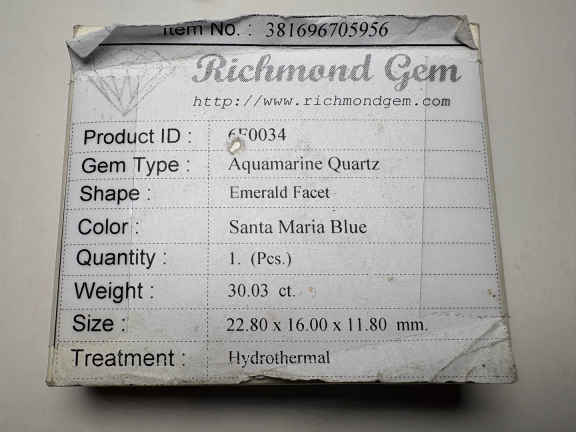 Item No. : 381696705956
Richmond Gem
http://www.richmondgem.com
Product ID : 6F0034
Gem Type : Aquamarine Quartz
Shape : Emerald Facet
Color : Santa Maria Blue
Quantity : 1. (Pcs.)
Weight : 30.03 ct.
Size : 22.80 x 16.00 x 11.80 mm.
Treatment : Hydrothermal